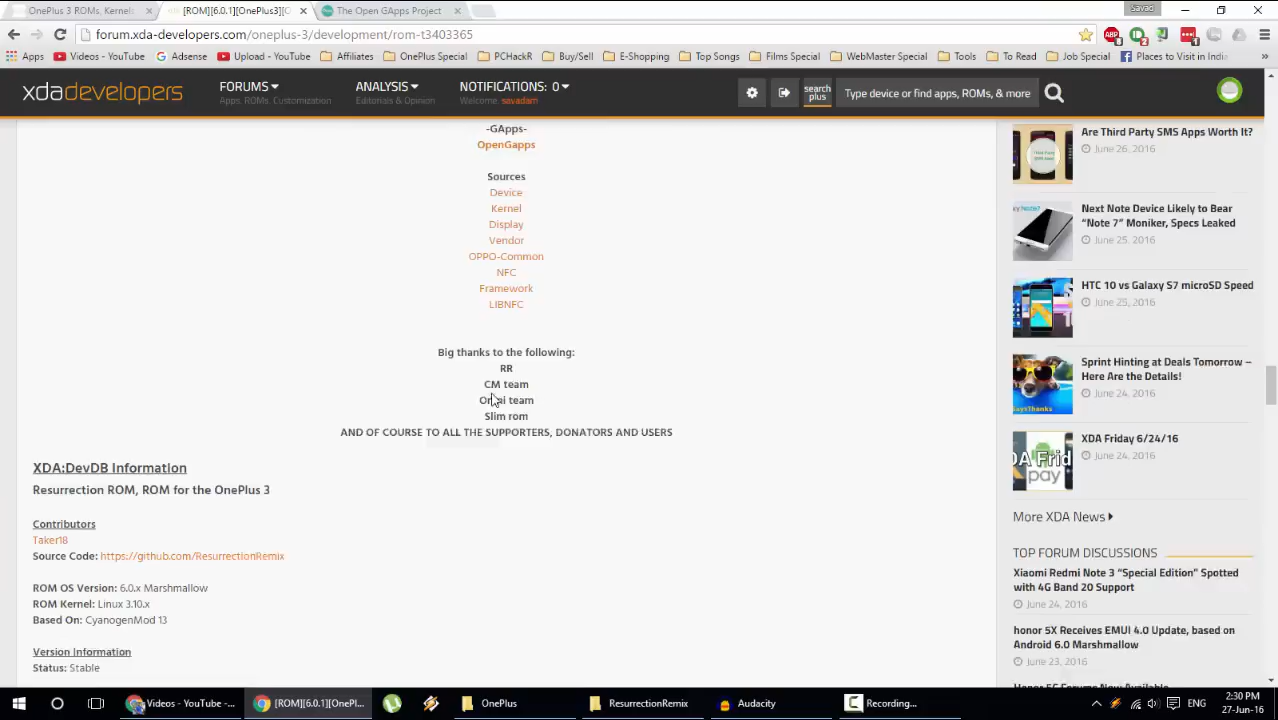 Savad
OnePlus 3 ROMs, Kernels
[ROM][6.0.1][OnePlus3][
The Open GApps Project
forum.xda-developers.com/oneplus-3/development/rom-t3403365
Apps
Videos - YouTube
Adsense
Special
Affiliates
OnePlus Special
PCHackR
Buy/Sell
E-Shopping
Top Songs
Films Special
WebMaster Special
Tools
To Read
Job Special
Places to Visit in Indi
xdadevelopers
FORUMS
Apps, ROMs, Customization
ANALYSIS
Editorials & Opinion
NOTIFICATIONS: 0
Welcome, savadam
search plus
Type device or find apps, ROMs, & more
-GApps-
OpenGapps
Sources
Device
Kernel
Display
Vendor
OPPO-Common
NFC
Framework
LIBNFC
Big thanks to the following:
RR
CM team
team
Slim rom
AND OF COURSE TO ALL THE SUPPORTERS, DONATORS AND USERS
XDA:DevDB Information
Resurrection ROM, ROM for the OnePlus 3
Contributors
Taker18
Source Code: https://github.com/ResurrectionRemix
ROM OS Version: 6.0.x Marshmallow
ROM Kernel: Linux 3.10.x
Based On: CyanogenMod 13
Version Information
Status: Stable
Are Third Party SMS Apps Worth It?
June 26, 2016
Next Note Device Likely to Bear
“Note 7” Moniker, Specs Leaked
June 25, 2016
HTC 10 vs Galaxy S7 microSD Speed
June 25, 2016
Sprint Hinting at Deals Tomorrow –
Here Are the Details!
June 24, 2016
XDA Friday 6/24/16
June 24, 2016
More XDA News
TOP FORUM DISCUSSIONS
Xiaomi Redmi Note 3 “Special Edition” Spotted
with 4G Band 20 Support
June 24, 2016
honor 5X Receives EMUI 4.0 Update, based on
Android 6.0 Marshmallow
June 23, 2016
Videos - YouTube -...
[ROM][6.0.1][OnePl...
OnePlus
ResurrectionRemix
Audacity
Recording...
ENG
2:30 PM
27-Jun-16